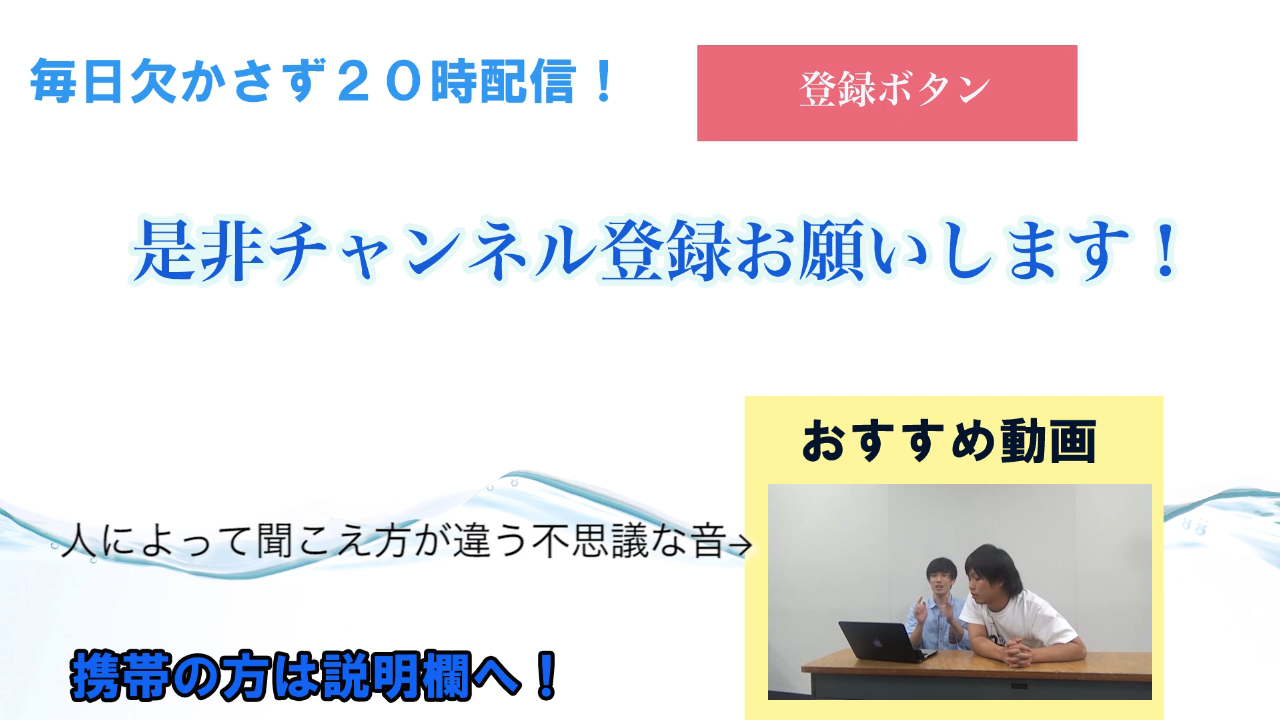 毎日欠かさず２０時配信！
登録ボタン
是非チャンネル登録お願いします！
おすすめ動画
人によって聞こえ方が違う不思議な音→
携帯の方は説明欄へ！